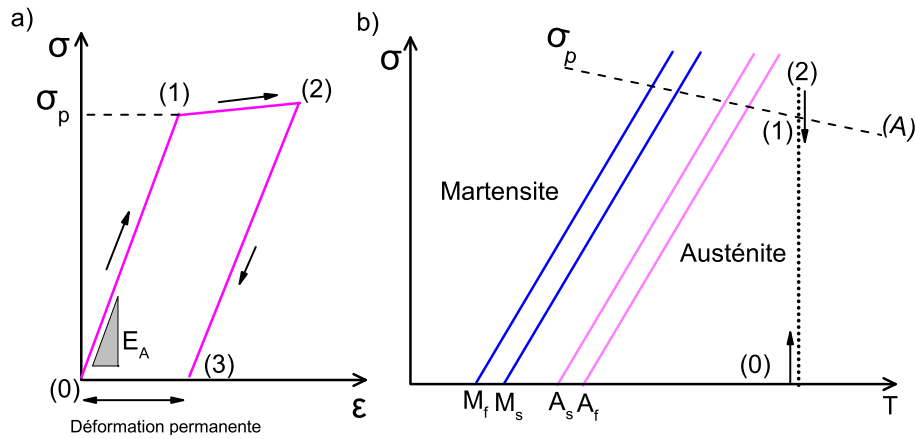 a)
σ
σp
(1)
(2)
EA
(0)
(3)
ε
Déformation permanente
b)
σ
σp
(2)
(1)
(A)
Martensite
Austénite
(0)
Mf Ms As Af T